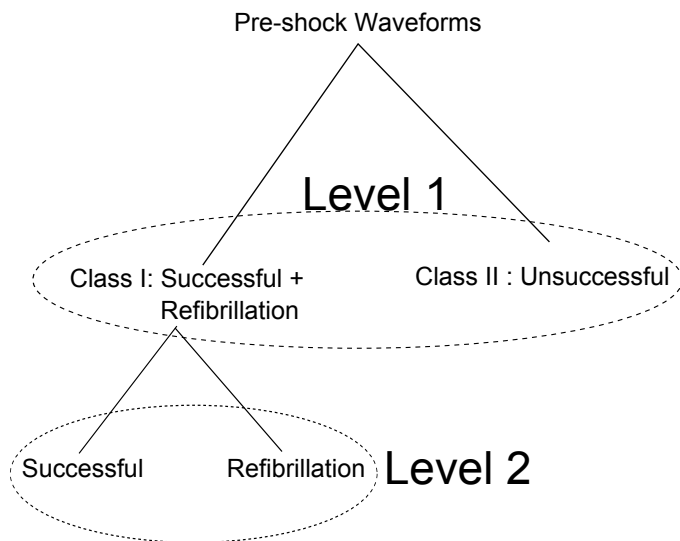 Pre-shock Waveforms
Level 1
Class I: Successful +
Refibrillation
Class II : Unsuccessful
Successful
Refibrillation
Level 2